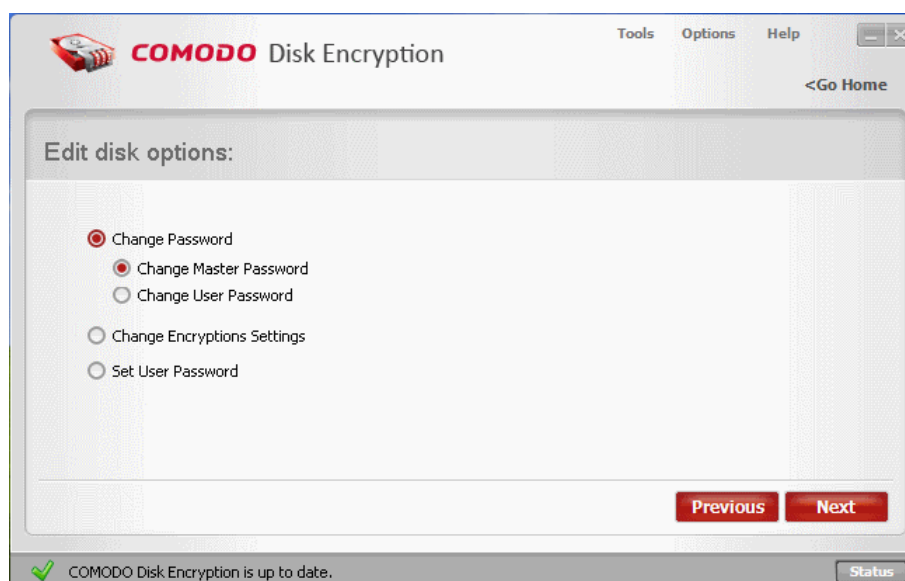 COMODO Disk Encryption
Tools Options Help
<Go Home
Edit disk options:
Change Password
Change Master Password
Change User Password
Change Encryptions Settings
Set User Password
Previous Next
COMODO Disk Encryption is up to date.
Status